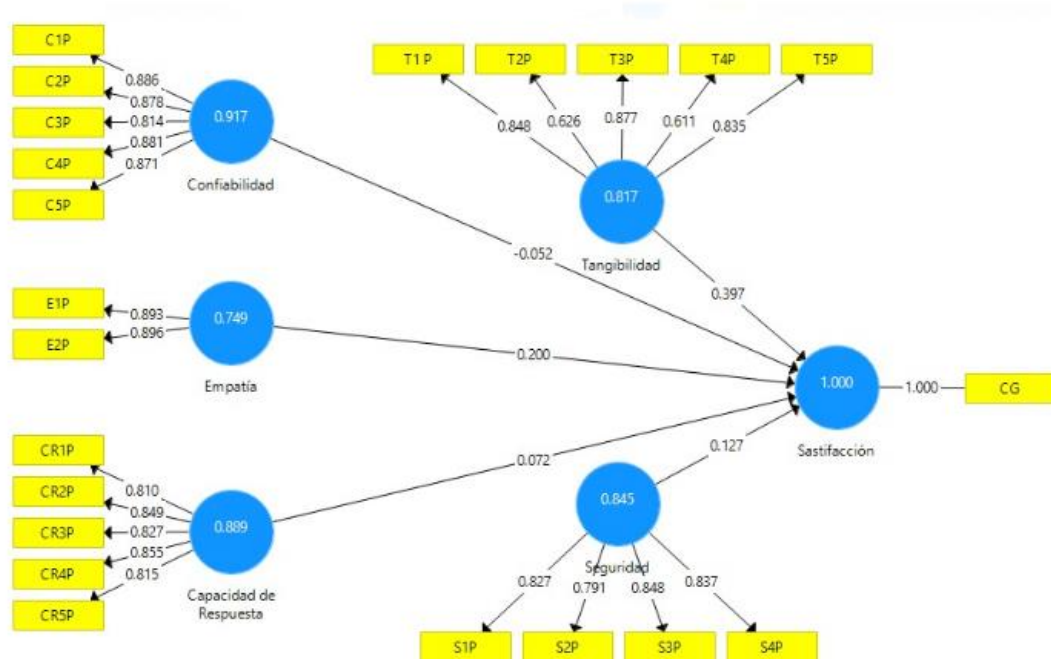 C1P
C2P
C3P
C4P
C5P
0.886
0.878
0.814
0.881
0.871
0.917
Confiabilidad
T1 P
T2P
T3P
T4P
T5P
0.848
0.626
0.877
0.611
0.835
0.817
Tangibilidad
-0.052
0.397
E1P
E2P
0.893
0.896
0.749
Empatía
0.200
1.000
Sastifacción
1.000
CG
CR1P
CR2P
CR3P
CR4P
CR5P
0.810
0.849
0.827
0.855
0.815
0.889
Capacidad de
Respuesta
0.072
0.127
0.845
Seguridad
0.827
0.791
0.848
0.837
S1P
S2P
S3P
S4P